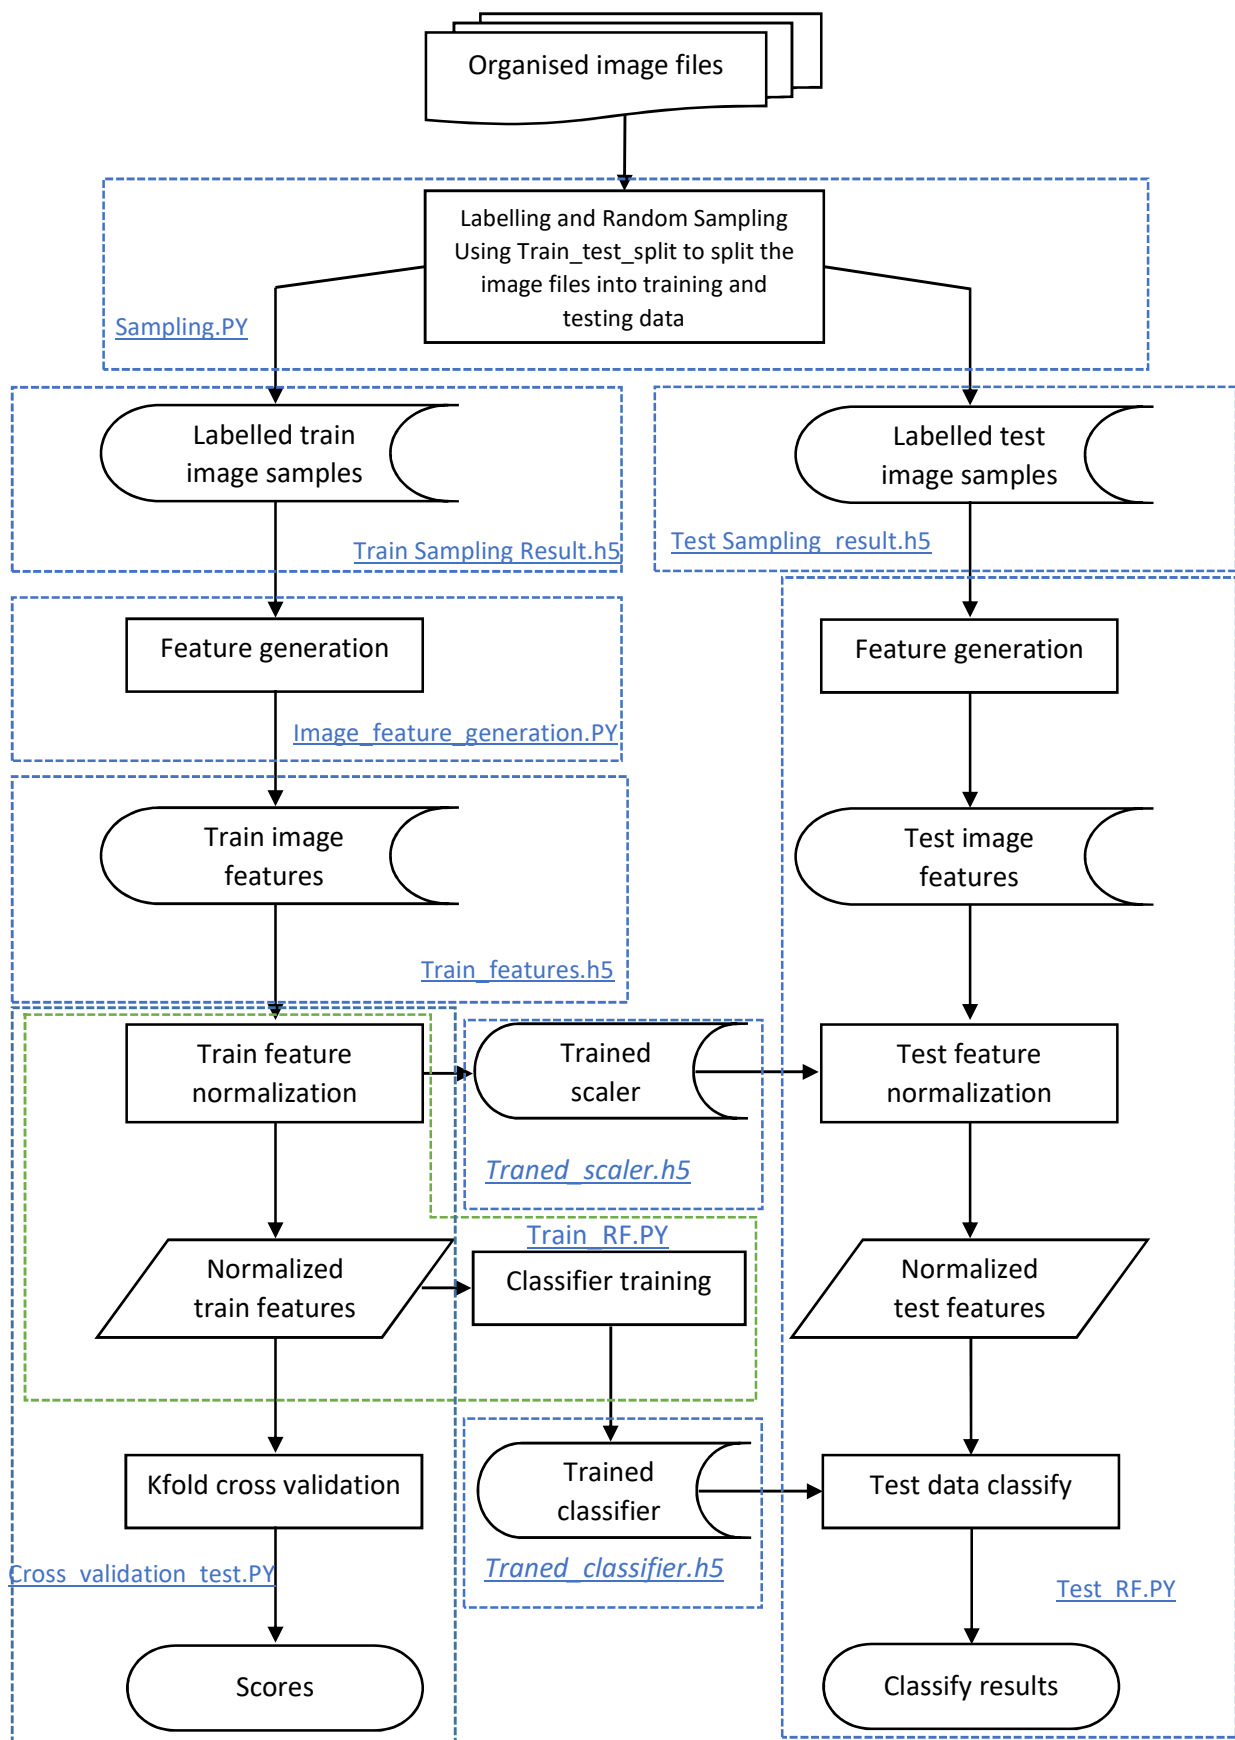 Organised image files
Labelling and Random Sampling
Using Train_test_split to split the
image files into training and
testing data
Sampling.PY
Labelled train
image samples
Train Sampling Result.h5
Labelled test
image samples
Test Sampling_result.h5
Feature generation
Image_feature_generation.PY
Feature generation
Train image
features
Train_features.h5
Test image
features
Train feature
normalization
Trained
scaler
Traned_scaler.h5
Test feature
normalization
Train_RF.PY
Normalized
train features
Classifier training
Normalized
test features
Kfold cross validation
Trained
classifier
Traned_classifier.h5
Test data classify
Cross_validation_test.PY
Test_RF.PY
Scores
Classify results